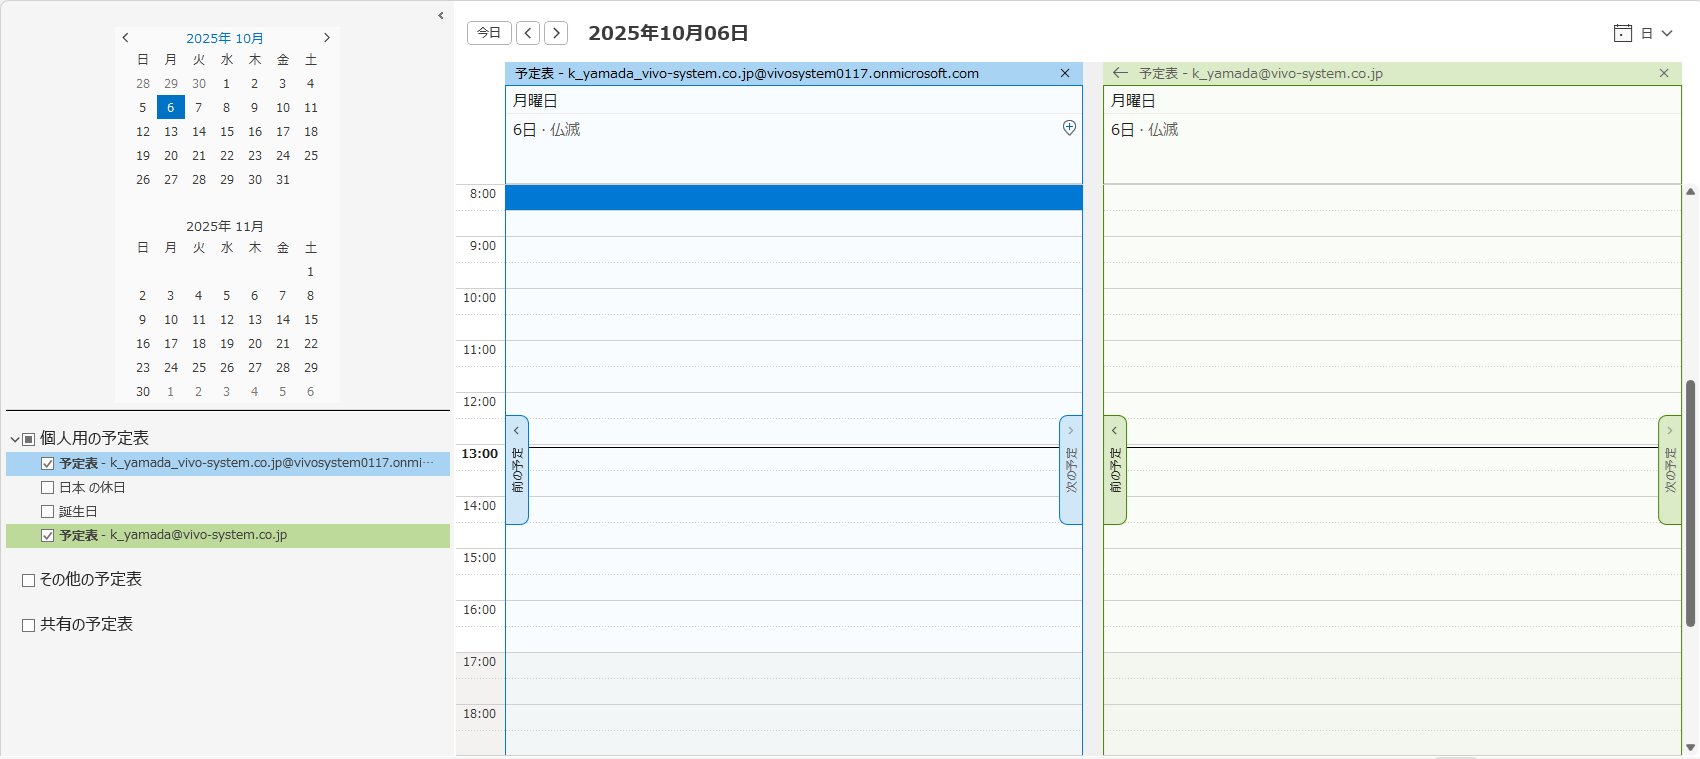 2025年 10月
日 月 火 水 木 金 土
28 29 30 1 2 3 4
5 6 7 8 9 10 11
12 13 14 15 16 17 18
19 20 21 22 23 24 25
26 27 28 29 30 31
2025年 11月
日 月 火 水 木 金 土
1
2 3 4 5 6 7 8
9 10 11 12 13 14 15
16 17 18 19 20 21 22
23 24 25 26 27 28 29
30 1 2 3 4 5 6
個人用の予定表
予定表 - k_yamada_vivo-system.co.jp@vivosystem0117.onmi…
日本 の休日
誕生日
予定表 - k_yamada@vivo-system.co.jp
その他の予定表
共有の予定表
今日
2025年10月06日
日
予定表 - k_yamada_vivo-system.co.jp@vivosystem0117.onmicrosoft.com
月曜日
6日 · 仏滅
予定表 - k_yamada@vivo-system.co.jp
月曜日
6日 · 仏滅
8:00
9:00
10:00
11:00
12:00
13:00
14:00
15:00
16:00
17:00
18:00
前の予定
次の予定
前の予定
次の予定